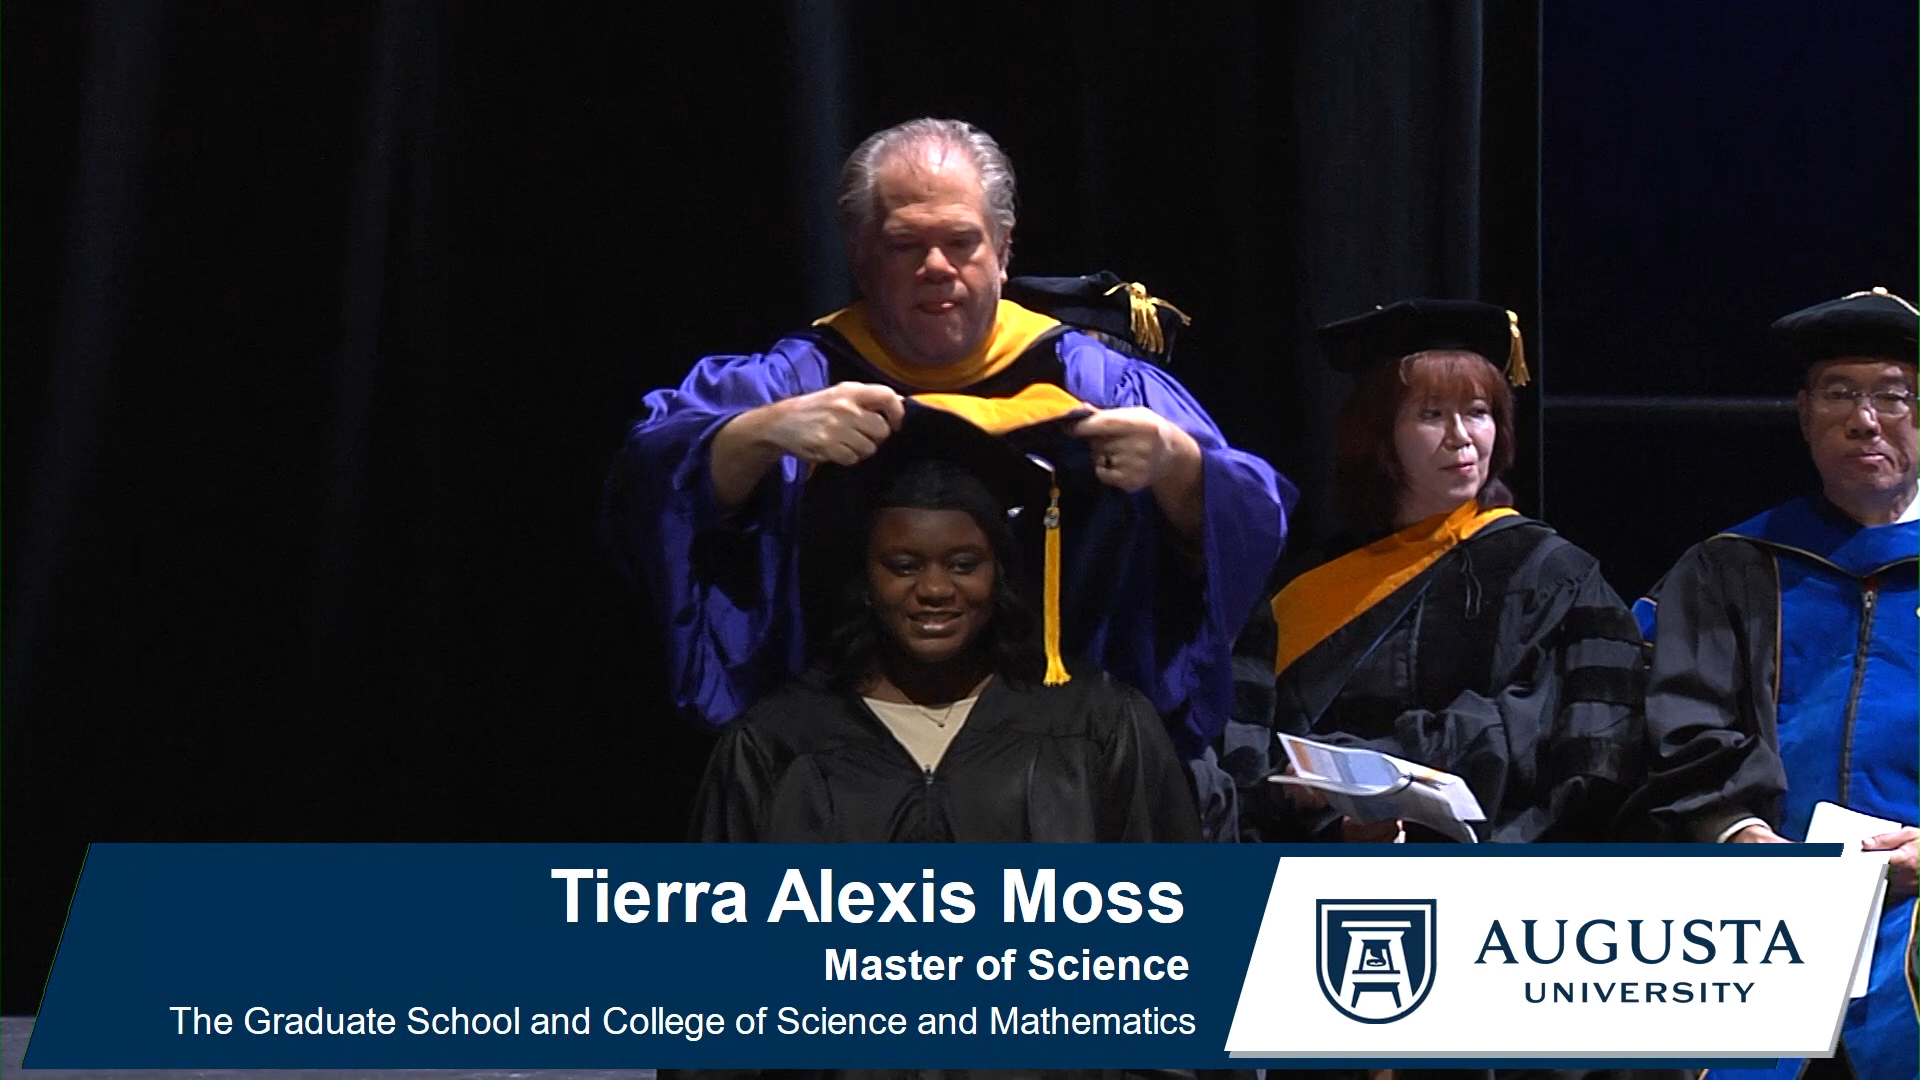 Tierra Alexis Moss
Master of Science
The Graduate School and College of Science and Mathematics
AUGUSTA
UNIVERSITY